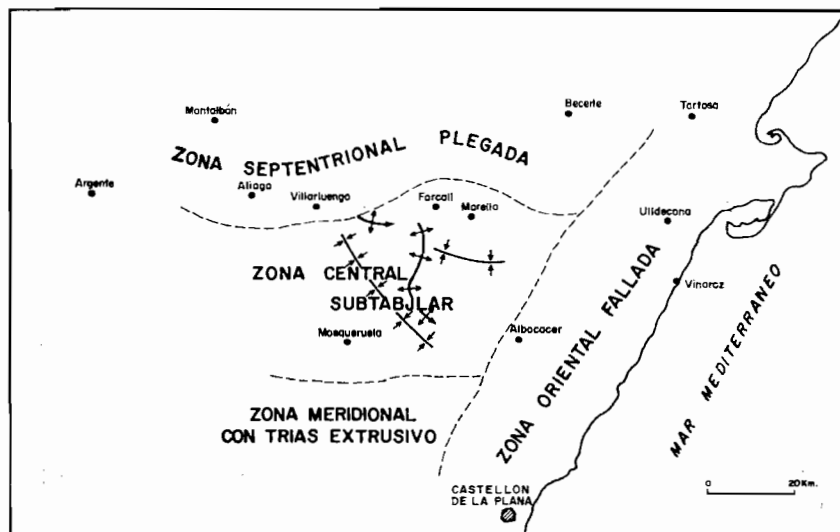 Montalbán
Becerte
Tortosa
ZONA SEPTENTRIONAL PLEGADA
Argente
Aliaga
Villarluengo
Forcall
Morella
Ulldecona
ZONA CENTRAL
SUBTABULAR
Vinaroz
Mosqueruela
Albocacer
ZONA ORIENTAL FALLADA
MAR MEDITERRANEO
ZONA MERIDIONAL
CON TRIAS EXTRUSIVO
CASTELLON
DE LA PLANA
0 20Km.